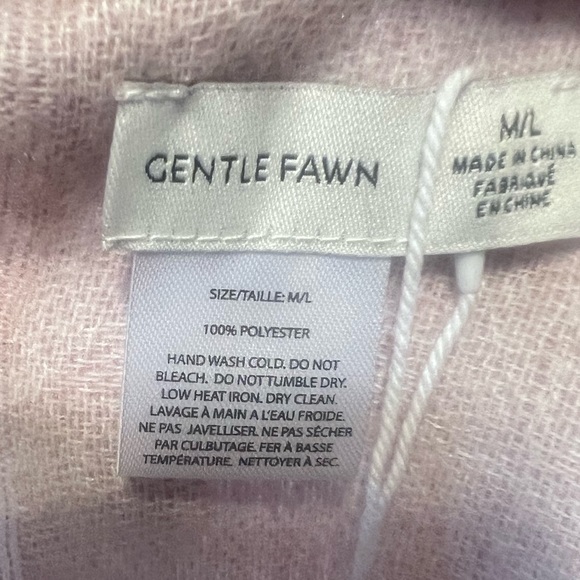 GENTLE FAWN
M/L
MADE IN CHINA
FABRIQUÉ
EN CHINE
SIZE/TAILLE: M/L
100% POLYESTER
HAND WASH COLD. DO NOT
BLEACH. DO NOT TUMBLE DRY.
LOW HEAT IRON. DRY CLEAN.
LAVAGE À MAIN A L'EAU FROIDE.
NE PAS JAVELLISER. NE PAS SÉCHER
PAR CULBUTAGE. FER À BASSE
TEMPÉRATURE. NETTOYER À SEC.